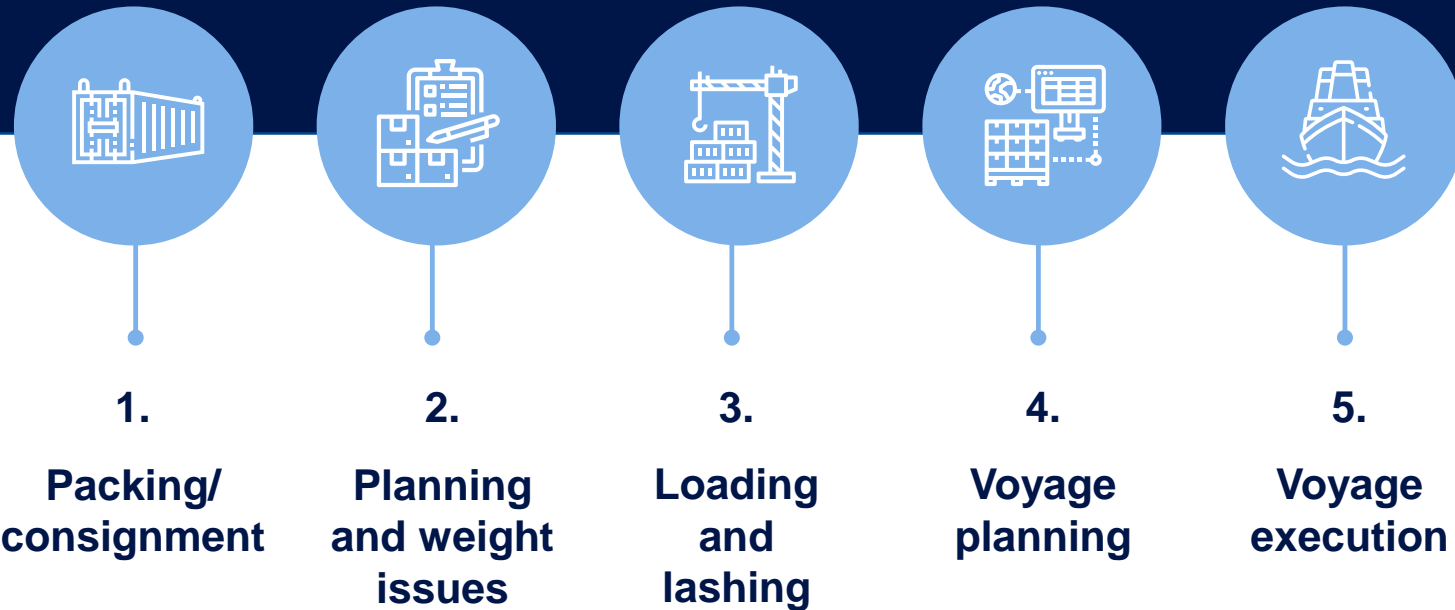 1.
Packing/
consignment
2.
Planning
and weight
issues
3.
Loading
and
lashing
4.
Voyage
planning
5.
Voyage
execution